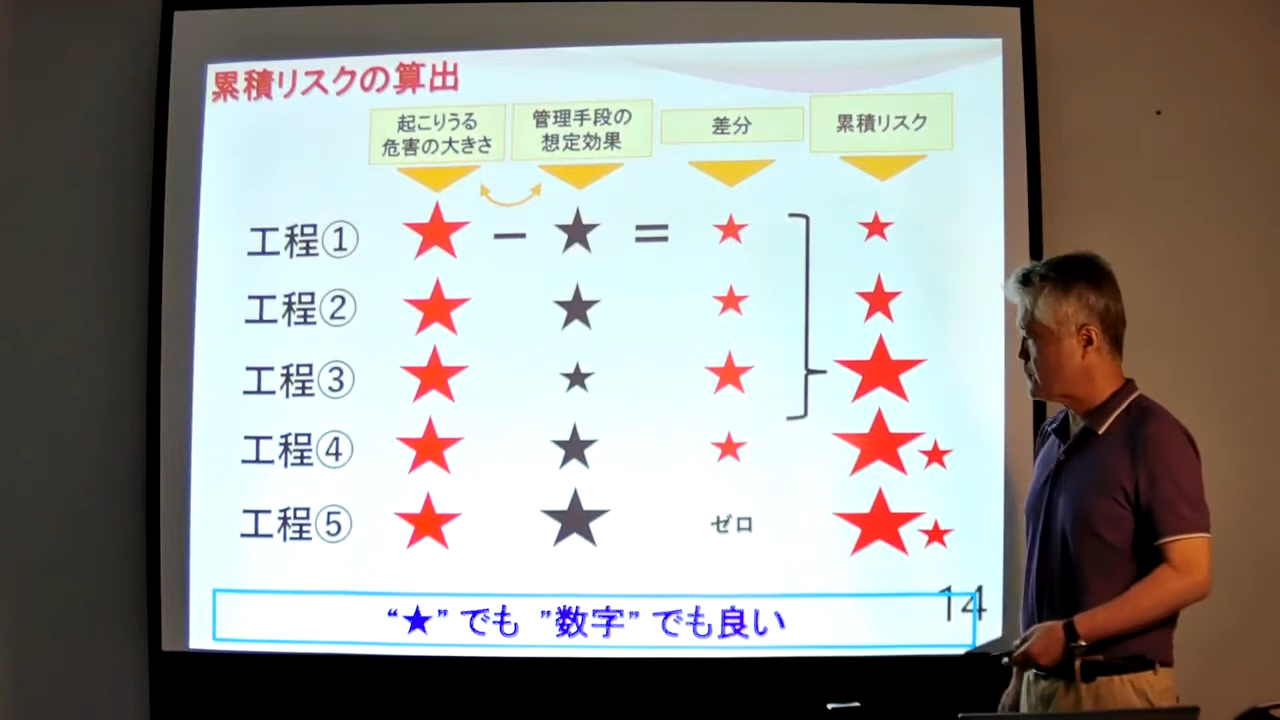 累積リスクの算出
起こりうる
危害の大きさ
管理手段の
想定効果
差分
累積リスク
工程① ★ － ★ ＝ ★ ★
工程② ★ ★ ★ ★
工程③ ★ ★ ★ ★
工程④ ★ ★ ★ ★★
工程⑤ ★ ★ ゼロ ★★
“★” でも ”数字” でも良い
14